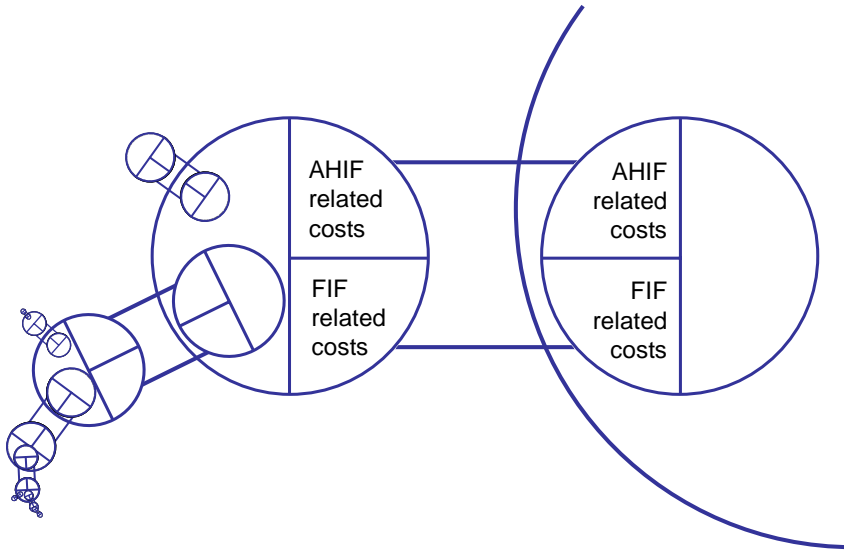 AHIF
related
costs
FIF
related
costs
AHIF
related
costs
FIF
related
costs